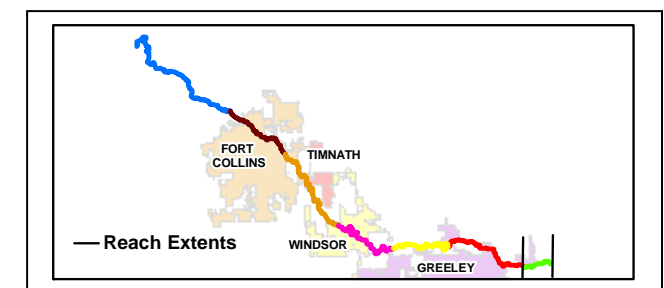 FORT
COLLINS
TIMNATH
WINDSOR
Reach Extents
GREELEY